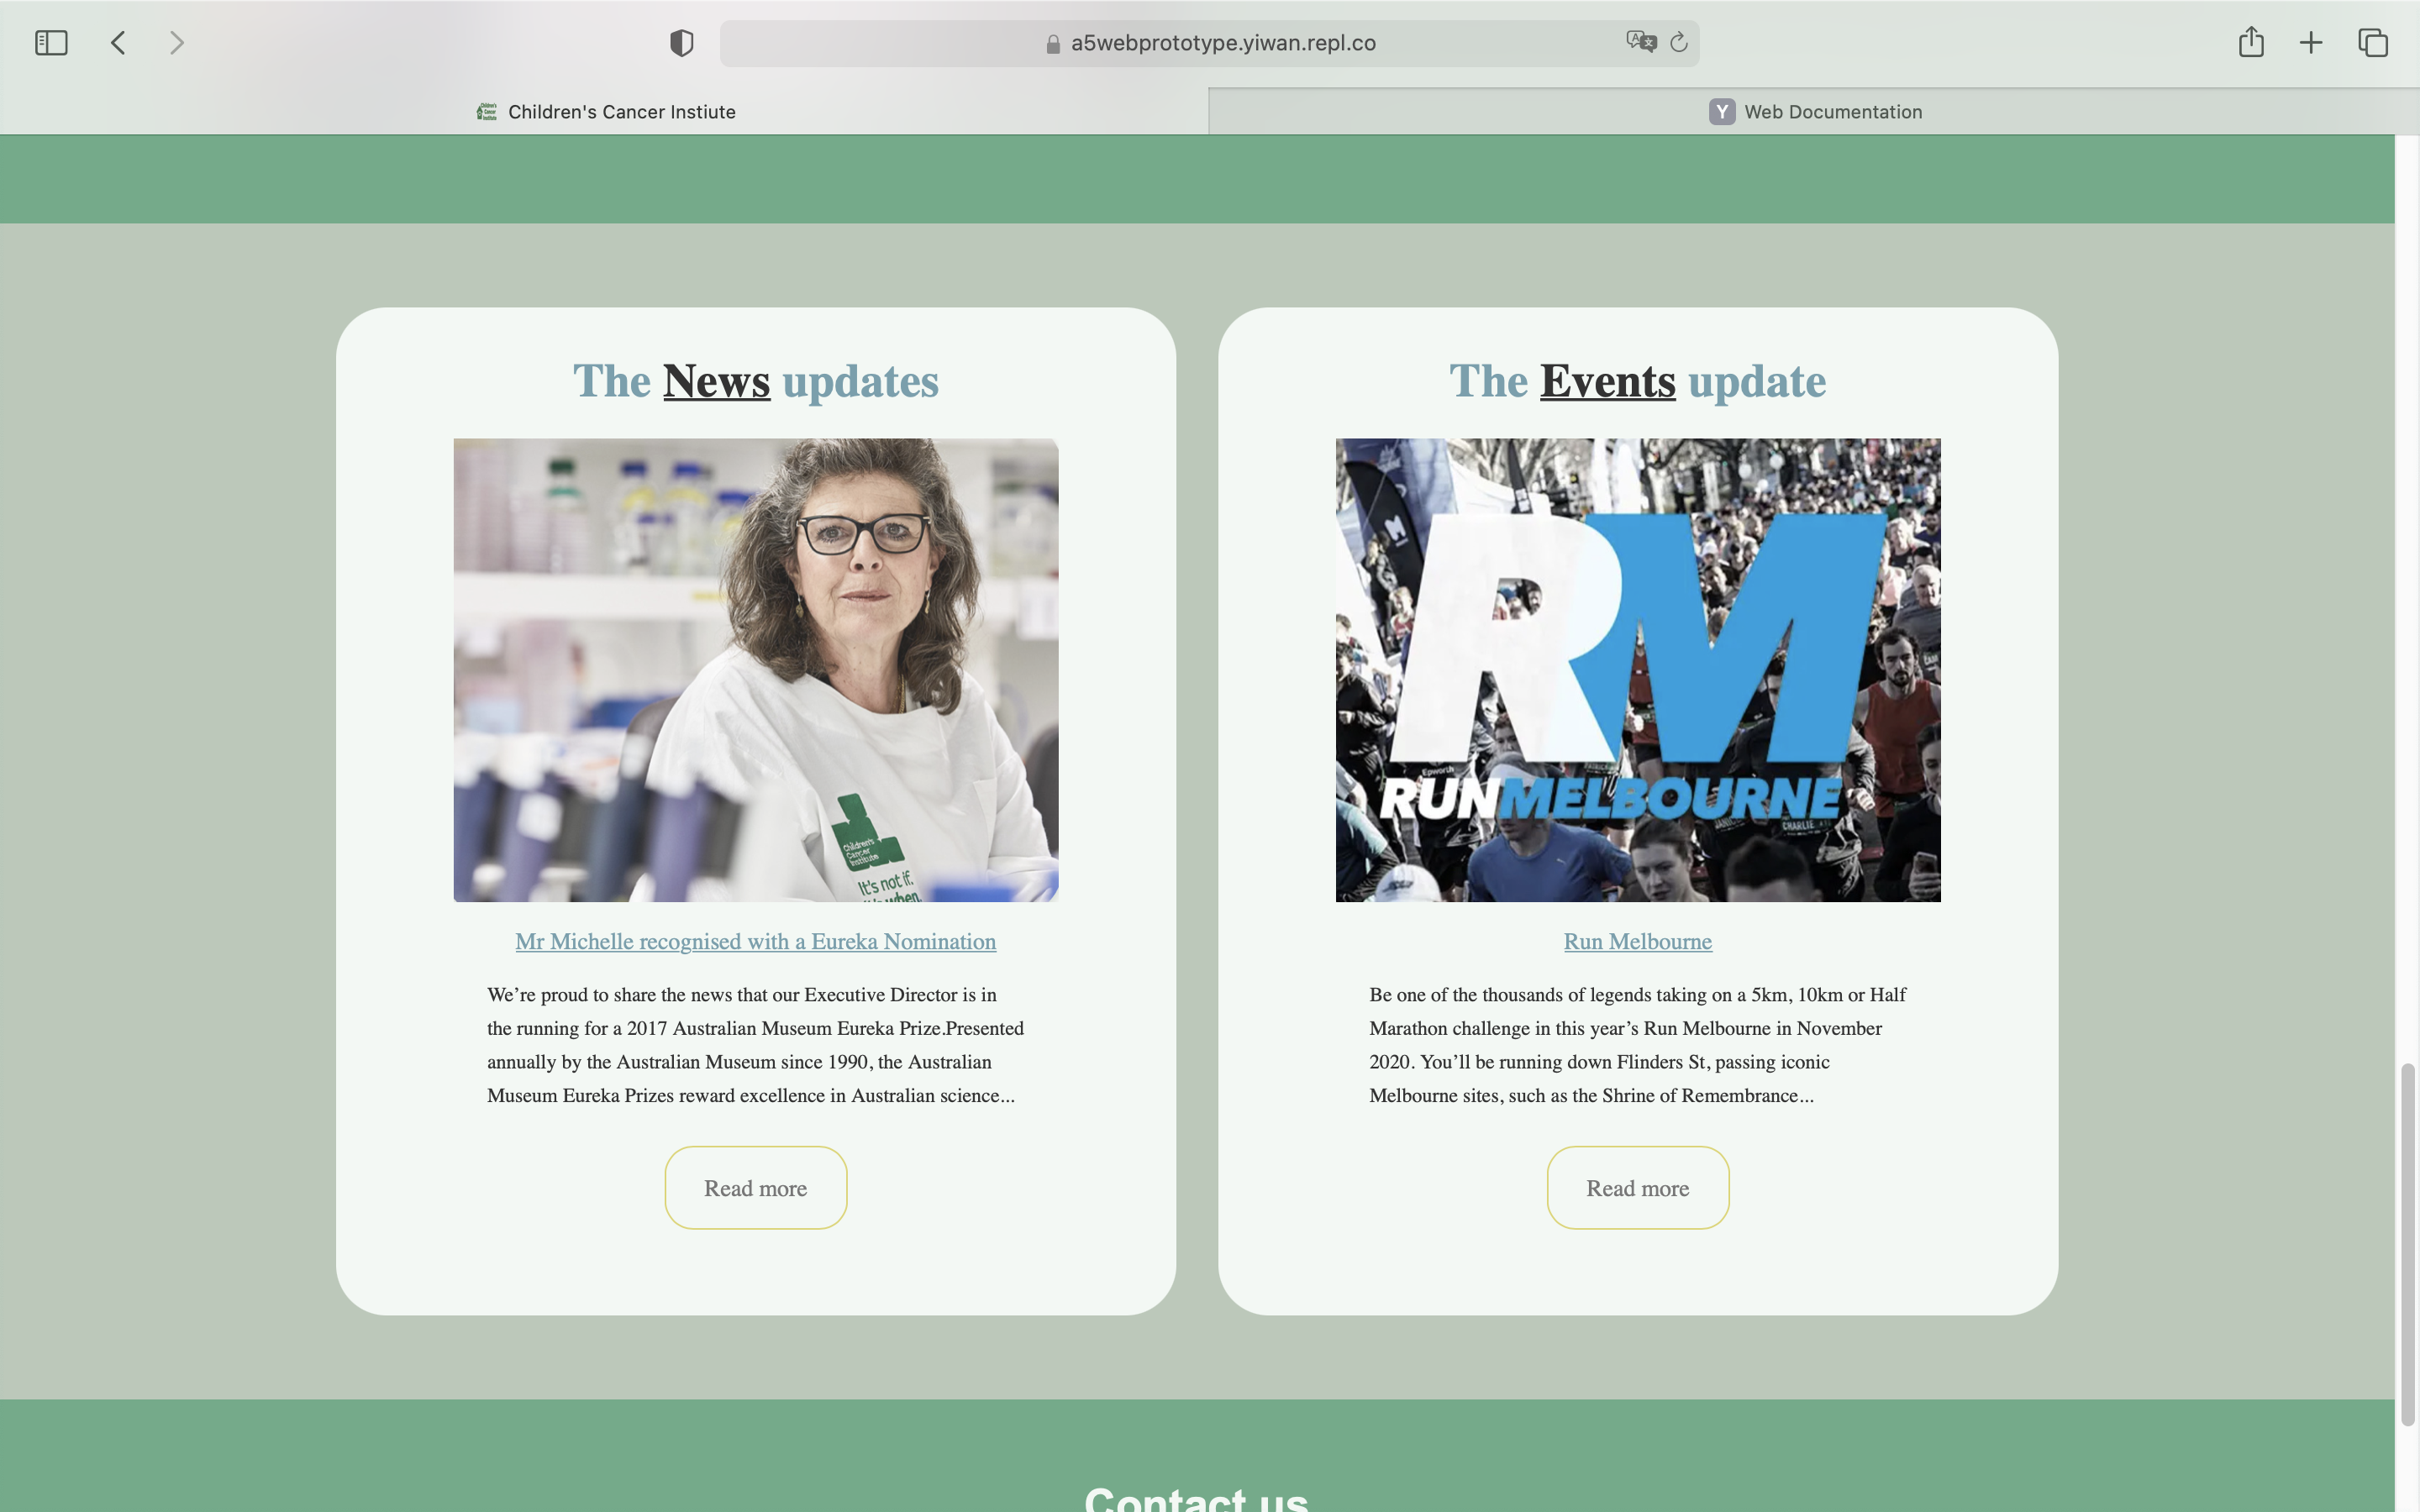 a5webprototype.yiwan.repl.co
Children's Cancer Instiute
Y Web Documentation
The News updates
Children's
Cancer
Institute
It's not if.
it's when.
Mr Michelle recognised with a Eureka Nomination
We’re proud to share the news that our Executive Director is in
the running for a 2017 Australian Museum Eureka Prize.Presented
annually by the Australian Museum since 1990, the Australian
Museum Eureka Prizes reward excellence in Australian science...
Read more
The Events update
RM
Epworth
RUNMELBOURNE
CHARLIE
Run Melbourne
Be one of the thousands of legends taking on a 5km, 10km or Half
Marathon challenge in this year’s Run Melbourne in November
2020. You’ll be running down Flinders St, passing iconic
Melbourne sites, such as the Shrine of Remembrance...
Read more
Contact us